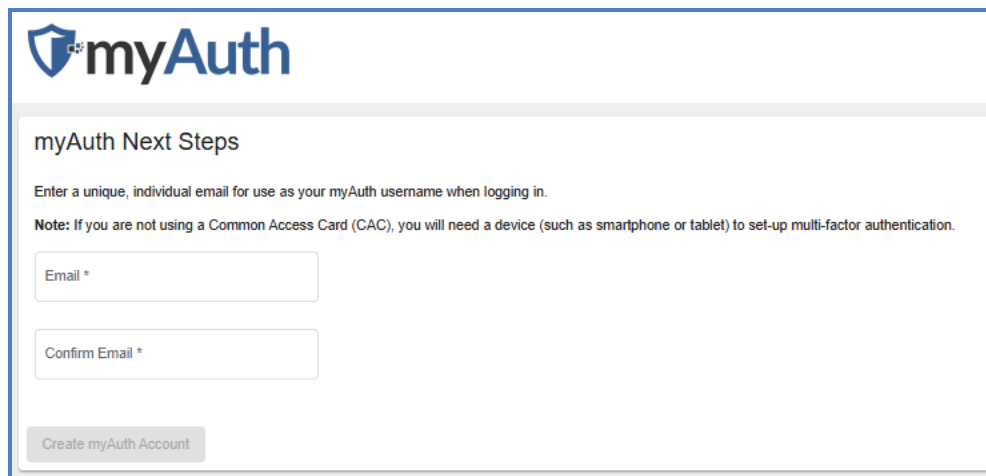 myAuth
myAuth Next Steps
Enter a unique, individual email for use as your myAuth username when logging in.
Note: If you are not using a Common Access Card (CAC), you will need a device (such as smartphone or tablet) to set-up multi-factor authentication.
Email *
Confirm Email *
Create myAuth Account